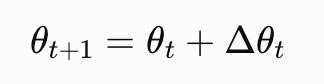 θ_{t+1} = θ_t + Δθ_t